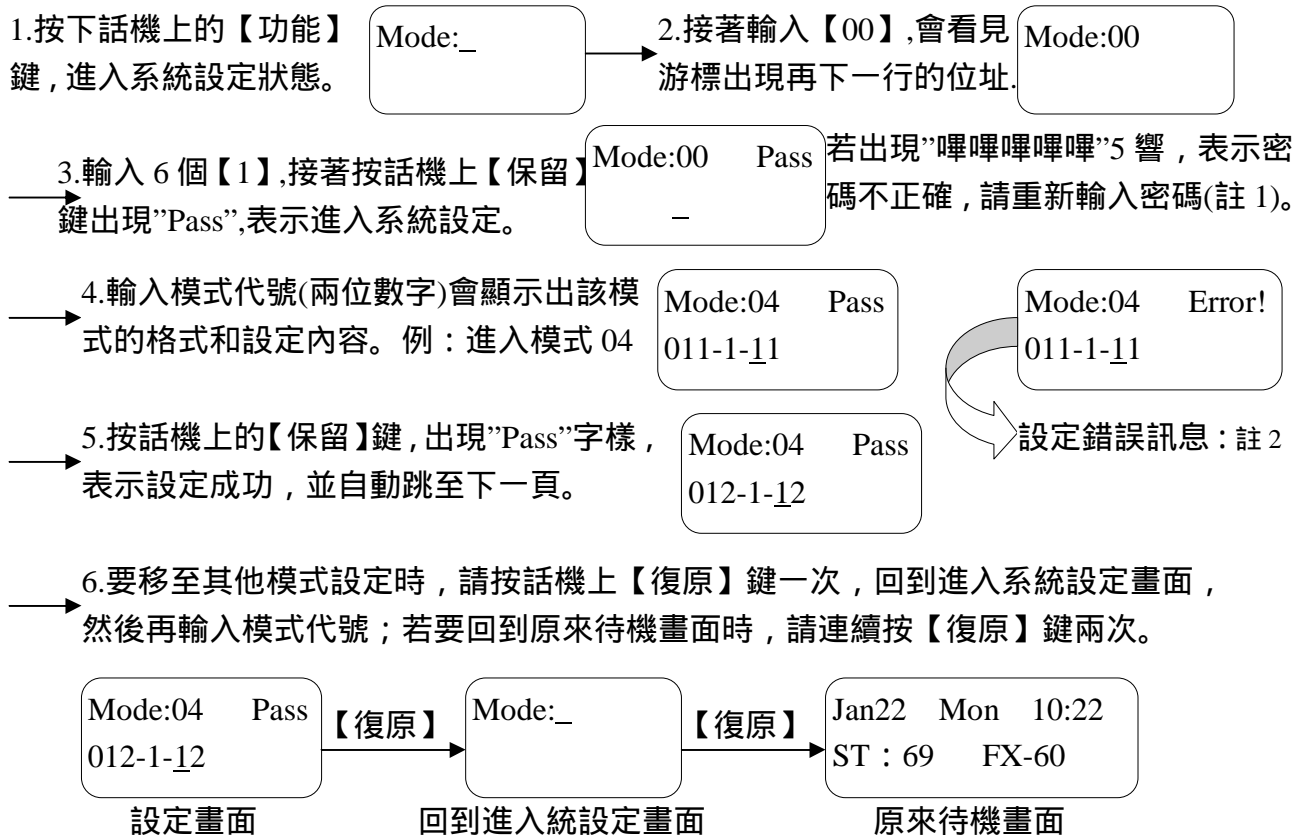 1.按下話機上的【功能】
鍵，進入系統設定狀態。
Mode:_
2.接著輸入【00】,會看見
游標出現再下一行的位址.
Mode:00
3.輸入 6 個【1】,接著按話機上【保留】
鍵出現”Pass”,表示進入系統設定。
Mode:00 Pass
_
若出現”嗶嗶嗶嗶嗶”5 響，表示密
碼不正確，請重新輸入密碼(註 1)。
4.輸入模式代號(兩位數字)會顯示出該模
式的格式和設定內容。例：進入模式 04
Mode:04 Pass
011-1-11
Mode:04 Error!
011-1-11
設定錯誤訊息：註 2
5.按話機上的【保留】鍵，出現”Pass”字樣，
表示設定成功，並自動跳至下一頁。
Mode:04 Pass
012-1-12
6.要移至其他模式設定時，請按話機上【復原】鍵一次，回到進入系統設定畫面，
然後再輸入模式代號；若要回到原來待機畫面時，請連續按【復原】鍵兩次。
Mode:04 Pass
012-1-12
【復原】
Mode:_
【復原】
Jan22 Mon 10:22
ST：69 FX-60
設定畫面
回到進入統設定畫面
原來待機畫面